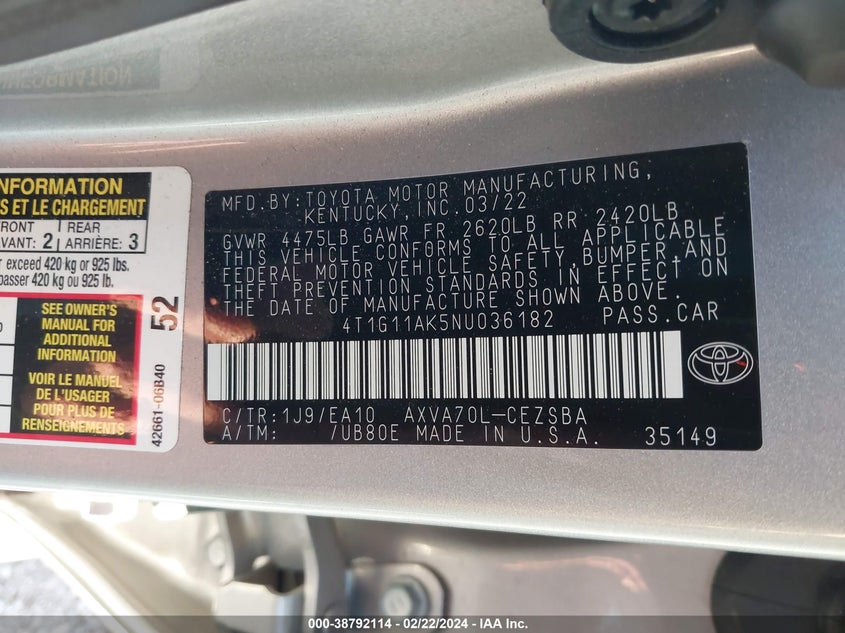 INFORMATION
NFORMATION
S ET LE CHARGEMENT
FRONT
AVANT: 2
REAR
ARRIÈRE: 3
exceed 420 kg or 925 lbs.
passer 420 kg ou 925 lb.
SEE OWNER'S
MANUAL FOR
ADDITIONAL
INFORMATION
VOIR LE MANUEL
DE L'USAGER
POUR PLUS DE
RENSEIGNEMENTS
52
42661-06B40
MFD.BY: TOYOTA MOTOR MANUFACTURING,
KENTUCKY, INC. 03/22
GVWR 4475LB GAWR FR 2620LB RR 2420LB
THIS VEHICLE CONFORMS TO ALL APPLICABLE
FEDERAL MOTOR VEHICLE SAFETY, BUMPER, AND
THEFT PREVENTION STANDARDS IN EFFECT ON
THE DATE OF MANUFACTURE SHOWN ABOVE.
4T1G11AK5NU036182 PASS.CAR
C/TR: 1J9/EA10 AXVA70L-CEZSBA
A/TM: /UB80E MADE IN U.S.A. 35149
000-38792114 - 02/22/2024 - IAA Inc.